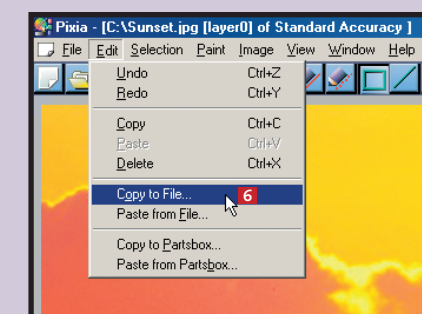 Pixia - [C:\Sunset.jpg [layer0] of Standard Accuracy ]
File Edit Selection Paint Image View Window Help
Undo Ctrl+Z
Redo Ctrl+Y
Copy Ctrl+C
Paste Ctrl+V
Delete Ctrl+X
Copy to File... 6
Paste from File...
Copy to Partsbox...
Paste from Partsbox...